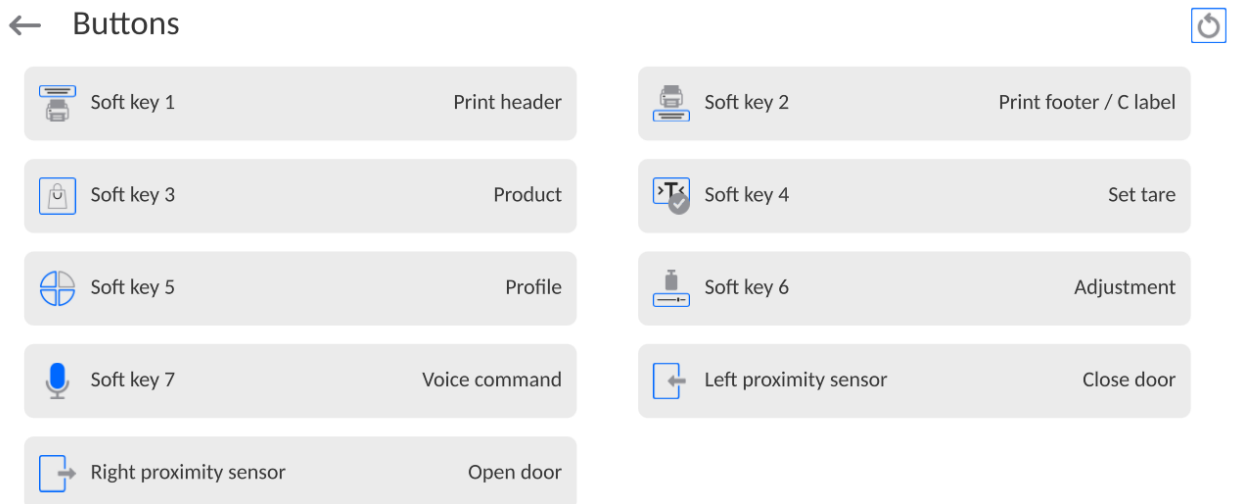 Buttons
Soft key 1 Print header
Soft key 2 Print footer / C label
Soft key 3 Product
>T< Soft key 4 Set tare
Soft key 5 Profile
Soft key 6 Adjustment
Soft key 7 Voice command
Left proximity sensor Close door
Right proximity sensor Open door